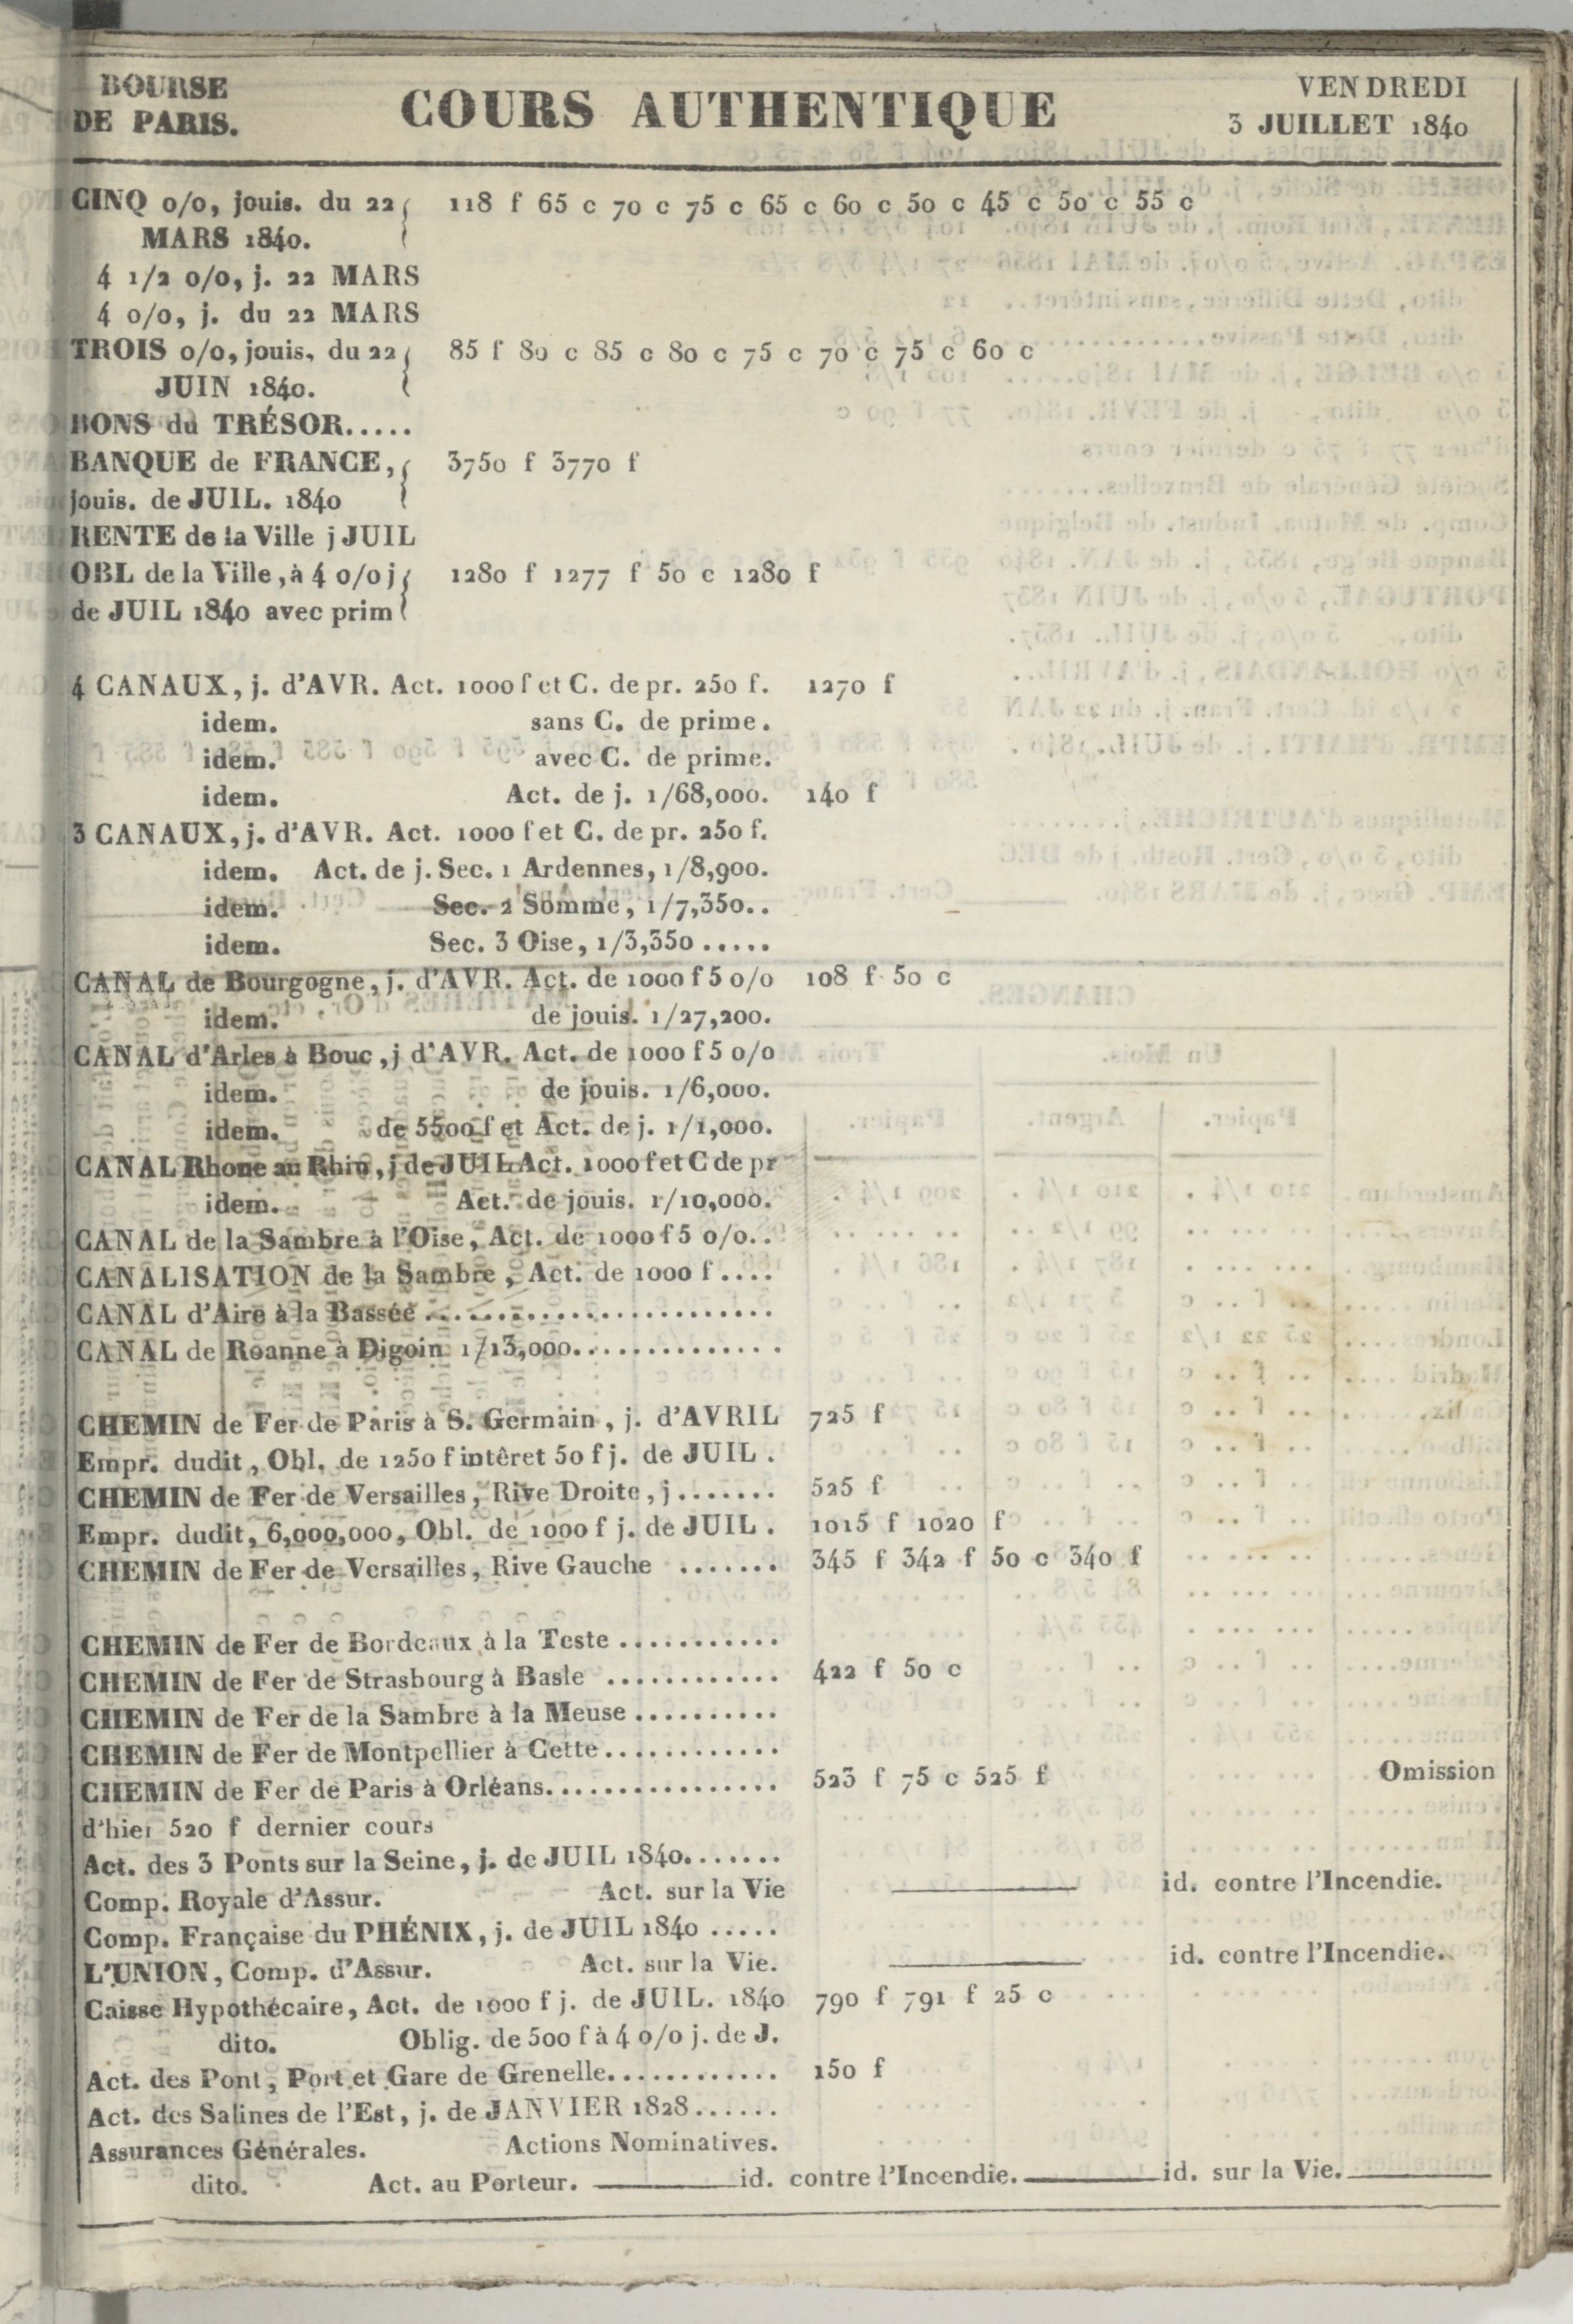 BOURSE
DE PARIS.
COURS AUTHENTIQUE
VENDREDI
3 JUILLET 1840
CINQ o/o, jouis. du 22 118 f 65 c 70 c 75 c 65 c 60 c 50 c 45 c 50 c 55 c
MARS 1840.
4 1/2 o/o, j. 22 MARS
4 o/o, j. du 22 MARS
TROIS o/o, jouis, du 22 85 f 80 c 85 c 80 c 75 c 70 c 75 c 60 c
JUIN 1840.
BONS du TRÉSOR.....
BANQUE de FRANCE, 3750 f 3770 f
jouis. de JUIL. 1840
RENTE de la Ville j JUIL
OBL de la Ville, à 4 o/o j 1280 f 1277 f 50 c 1280 f
de JUIL 1840 avec prim
4 CANAUX, j. d'AVR. Act. 1000 f et C. de pr. 250 f. 1270 f
idem. sans C. de prime.
idem. avec C. de prime.
idem. Act. de j. 1/68,000. 140 f
3 CANAUX, j. d'AVR. Act. 1000 f et C. de pr. 250 f.
idem. Act. de j. Sec. 1 Ardennes, 1/8,900.
idem. Sec. 2 Somme, 1/7,350..
idem. Sec. 3 Oise, 1/3,350.....
CANAL de Bourgogne, j. d'AVR. Act. de 1000 f 5 o/o 108 f 50 c
idem. de jouis. 1/27,200.
CANAL d'Arles à Bouc, j d'AVR. Act. de 1000 f 5 o/o
idem. de jouis. 1/6,000.
idem. de 5500 f et Act. de j. 1/1,000.
CANAL Rhone au Rhin, j de JUIL Act. 1000 f et C de pr
idem. Act. de jouis. 1/10,000.
CANAL de la Sambre à l'Oise, Act. de 1000 f 5 o/o..
CANALISATION de la Sambre, Act. de 1000 f....
CANAL d'Aire à la Bassée.......................
CANAL de Roanne à Digoin 1/13,000..............
CHEMIN de Fer de Paris à S. Germain, j. d'AVRIL 725 f
Empr. dudit, Obl. de 1250 f intêret 50 f j. de JUIL.
CHEMIN de Fer de Versailles, Rive Droite, j....... 525 f
Empr. dudit, 6,000,000, Obl. de 1000 f j. de JUIL. 1015 f 1020 f
CHEMIN de Fer de Versailles, Rive Gauche ....... 345 f 342 f 50 c 340 f
CHEMIN de Fer de Bordeaux à la Teste...........
CHEMIN de Fer de Strasbourg à Basle ............ 422 f 50 c
CHEMIN de Fer de la Sambre à la Meuse..........
CHEMIN de Fer de Montpellier à Cette............
CHEMIN de Fer de Paris à Orléans................ 523 f 75 c 525 f Omission
d'hier 520 f dernier cours
Act. des 3 Ponts sur la Seine, j. de JUIL 1840.......
Comp. Royale d'Assur. Act. sur la Vie id. contre l'Incendie.
Comp. Française du PHÉNIX, j. de JUIL 1840.....
L'UNION, Comp. d'Assur. Act. sur la Vie. id. contre l'Incendie.
Caisse Hypothécaire, Act. de 1000 f j. de JUIL. 1840 790 f 791 f 25 c
dito. Oblig. de 500 f à 4 o/o j. de J.
Act. des Pont, Port et Gare de Grenelle............ 150 f
Act. des Salines de l'Est, j. de JANVIER 1828......
Assurances Générales. Actions Nominatives.
dito. Act. au Porteur. id. contre l'Incendie. id. sur la Vie.